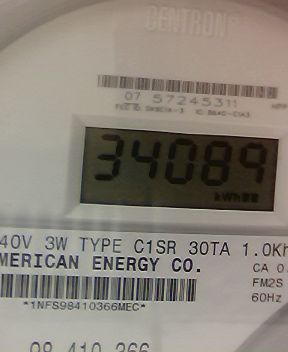 CENTRON®
07 57245311
34089
kWh
40V 3W TYPE C1SR 30TA 1.0Kh
MERICAN ENERGY CO.
CA 0.
FM2S
*1NFS98410366MEC*
60Hz
98 410 366